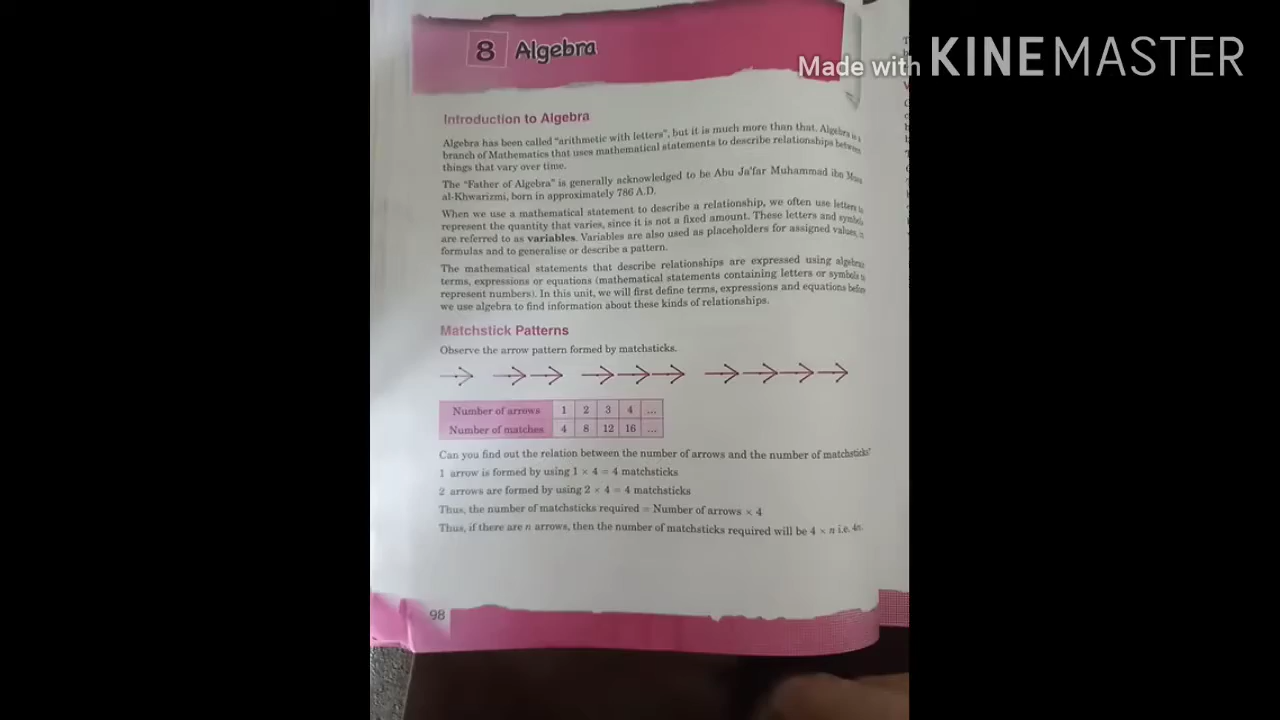 Made with KINEMASTER
8 Algebra
Introduction to Algebra
Algebra has been called "arithmetic with letters", but it is much more than that. Algebra is a
branch of Mathematics that uses mathematical statements to describe relationships between
things that vary over time.
The "Father of Algebra" is generally acknowledged to be Abu Ja'far Muhammad ibn Musa
al-Khwarizmi, born in approximately 786 A.D.
When we use a mathematical statement to describe a relationship, we often use letters to
represent the quantity that varies, since it is not a fixed amount. These letters and symbols
are referred to as variables. Variables are also used as placeholders for assigned values, in
formulas and to generalise or describe a pattern.
The mathematical statements that describe relationships are expressed using algebraic
terms, expressions or equations (mathematical statements containing letters or symbols to
represent numbers). In this unit, we will first define terms, expressions and equations before
we use algebra to find information about these kinds of relationships.
Matchstick Patterns
Observe the arrow pattern formed by matchsticks.
Number of arrows 1 2 3 4 ...
Number of matches 4 8 12 16 ...
Can you find out the relation between the number of arrows and the number of matchsticks?
1 arrow is formed by using 1 × 4 = 4 matchsticks
2 arrows are formed by using 2 × 4 = 4 matchsticks
Thus, the number of matchsticks required = Number of arrows × 4
Thus, if there are n arrows, then the number of matchsticks required will be 4 × n i.e. 4n.
98